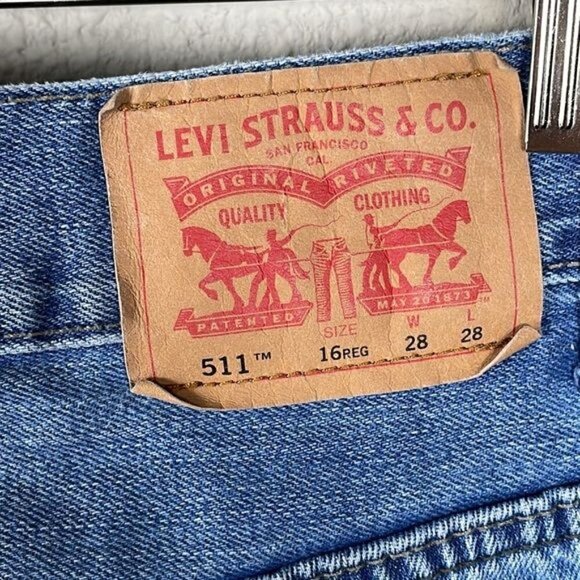 LEVI STRAUSS & CO.
SAN FRANCISCO
CAL
ORIGINAL RIVETED
QUALITY CLOTHING
PATENTED MAY 20 1873 ™
SIZE W L
511™ 16REG 28 28